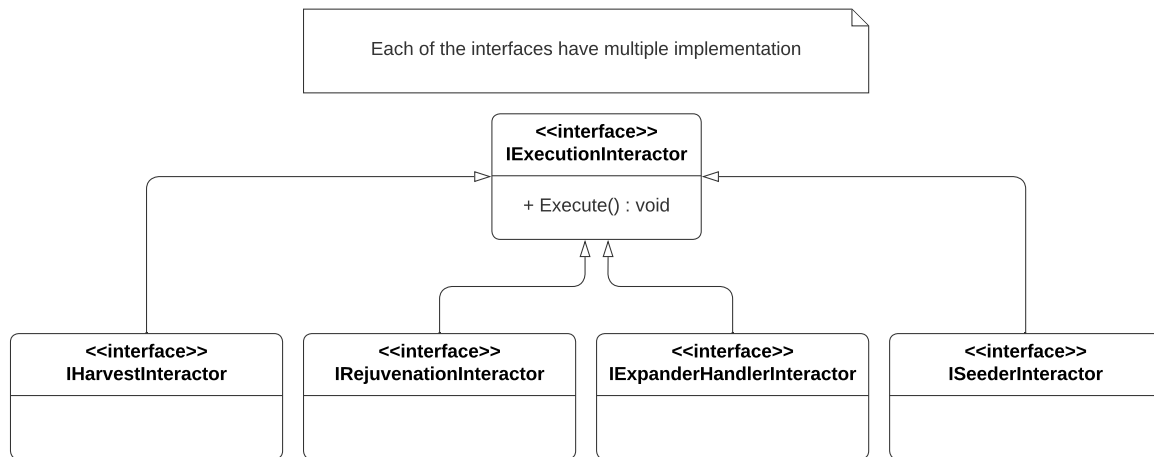 Each of the interfaces have multiple implementation
<<interface>>
IExecutionInteractor
+ Execute() : void
<<interface>>
IHarvestInteractor
<<interface>>
IRejuvenationInteractor
<<interface>>
IExpanderHandlerInteractor
<<interface>>
ISeederInteractor